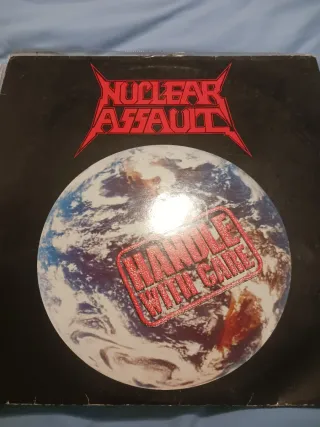 NUCLEAR
ASSAULT
HANDLE
WITH CARE